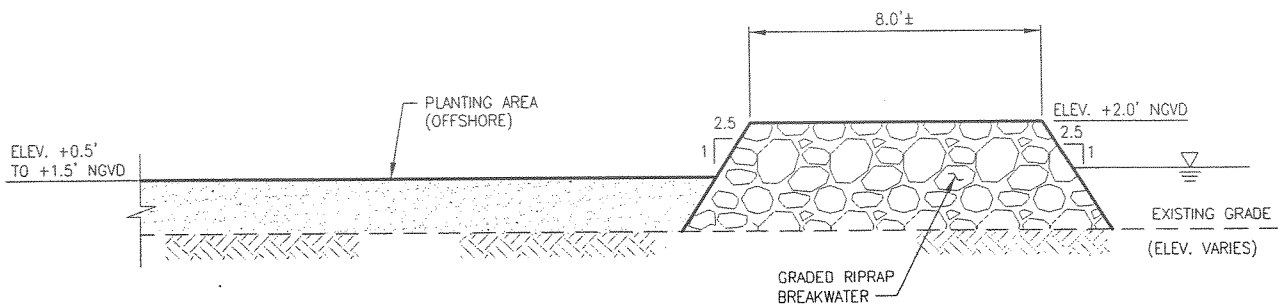 8.0'±
PLANTING AREA
(OFFSHORE)
ELEV. +2.0' NGVD
2.5
1
2.5
1
ELEV. +0.5'
TO +1.5' NGVD
EXISTING GRADE
(ELEV. VARIES)
GRADED RIPRAP
BREAKWATER